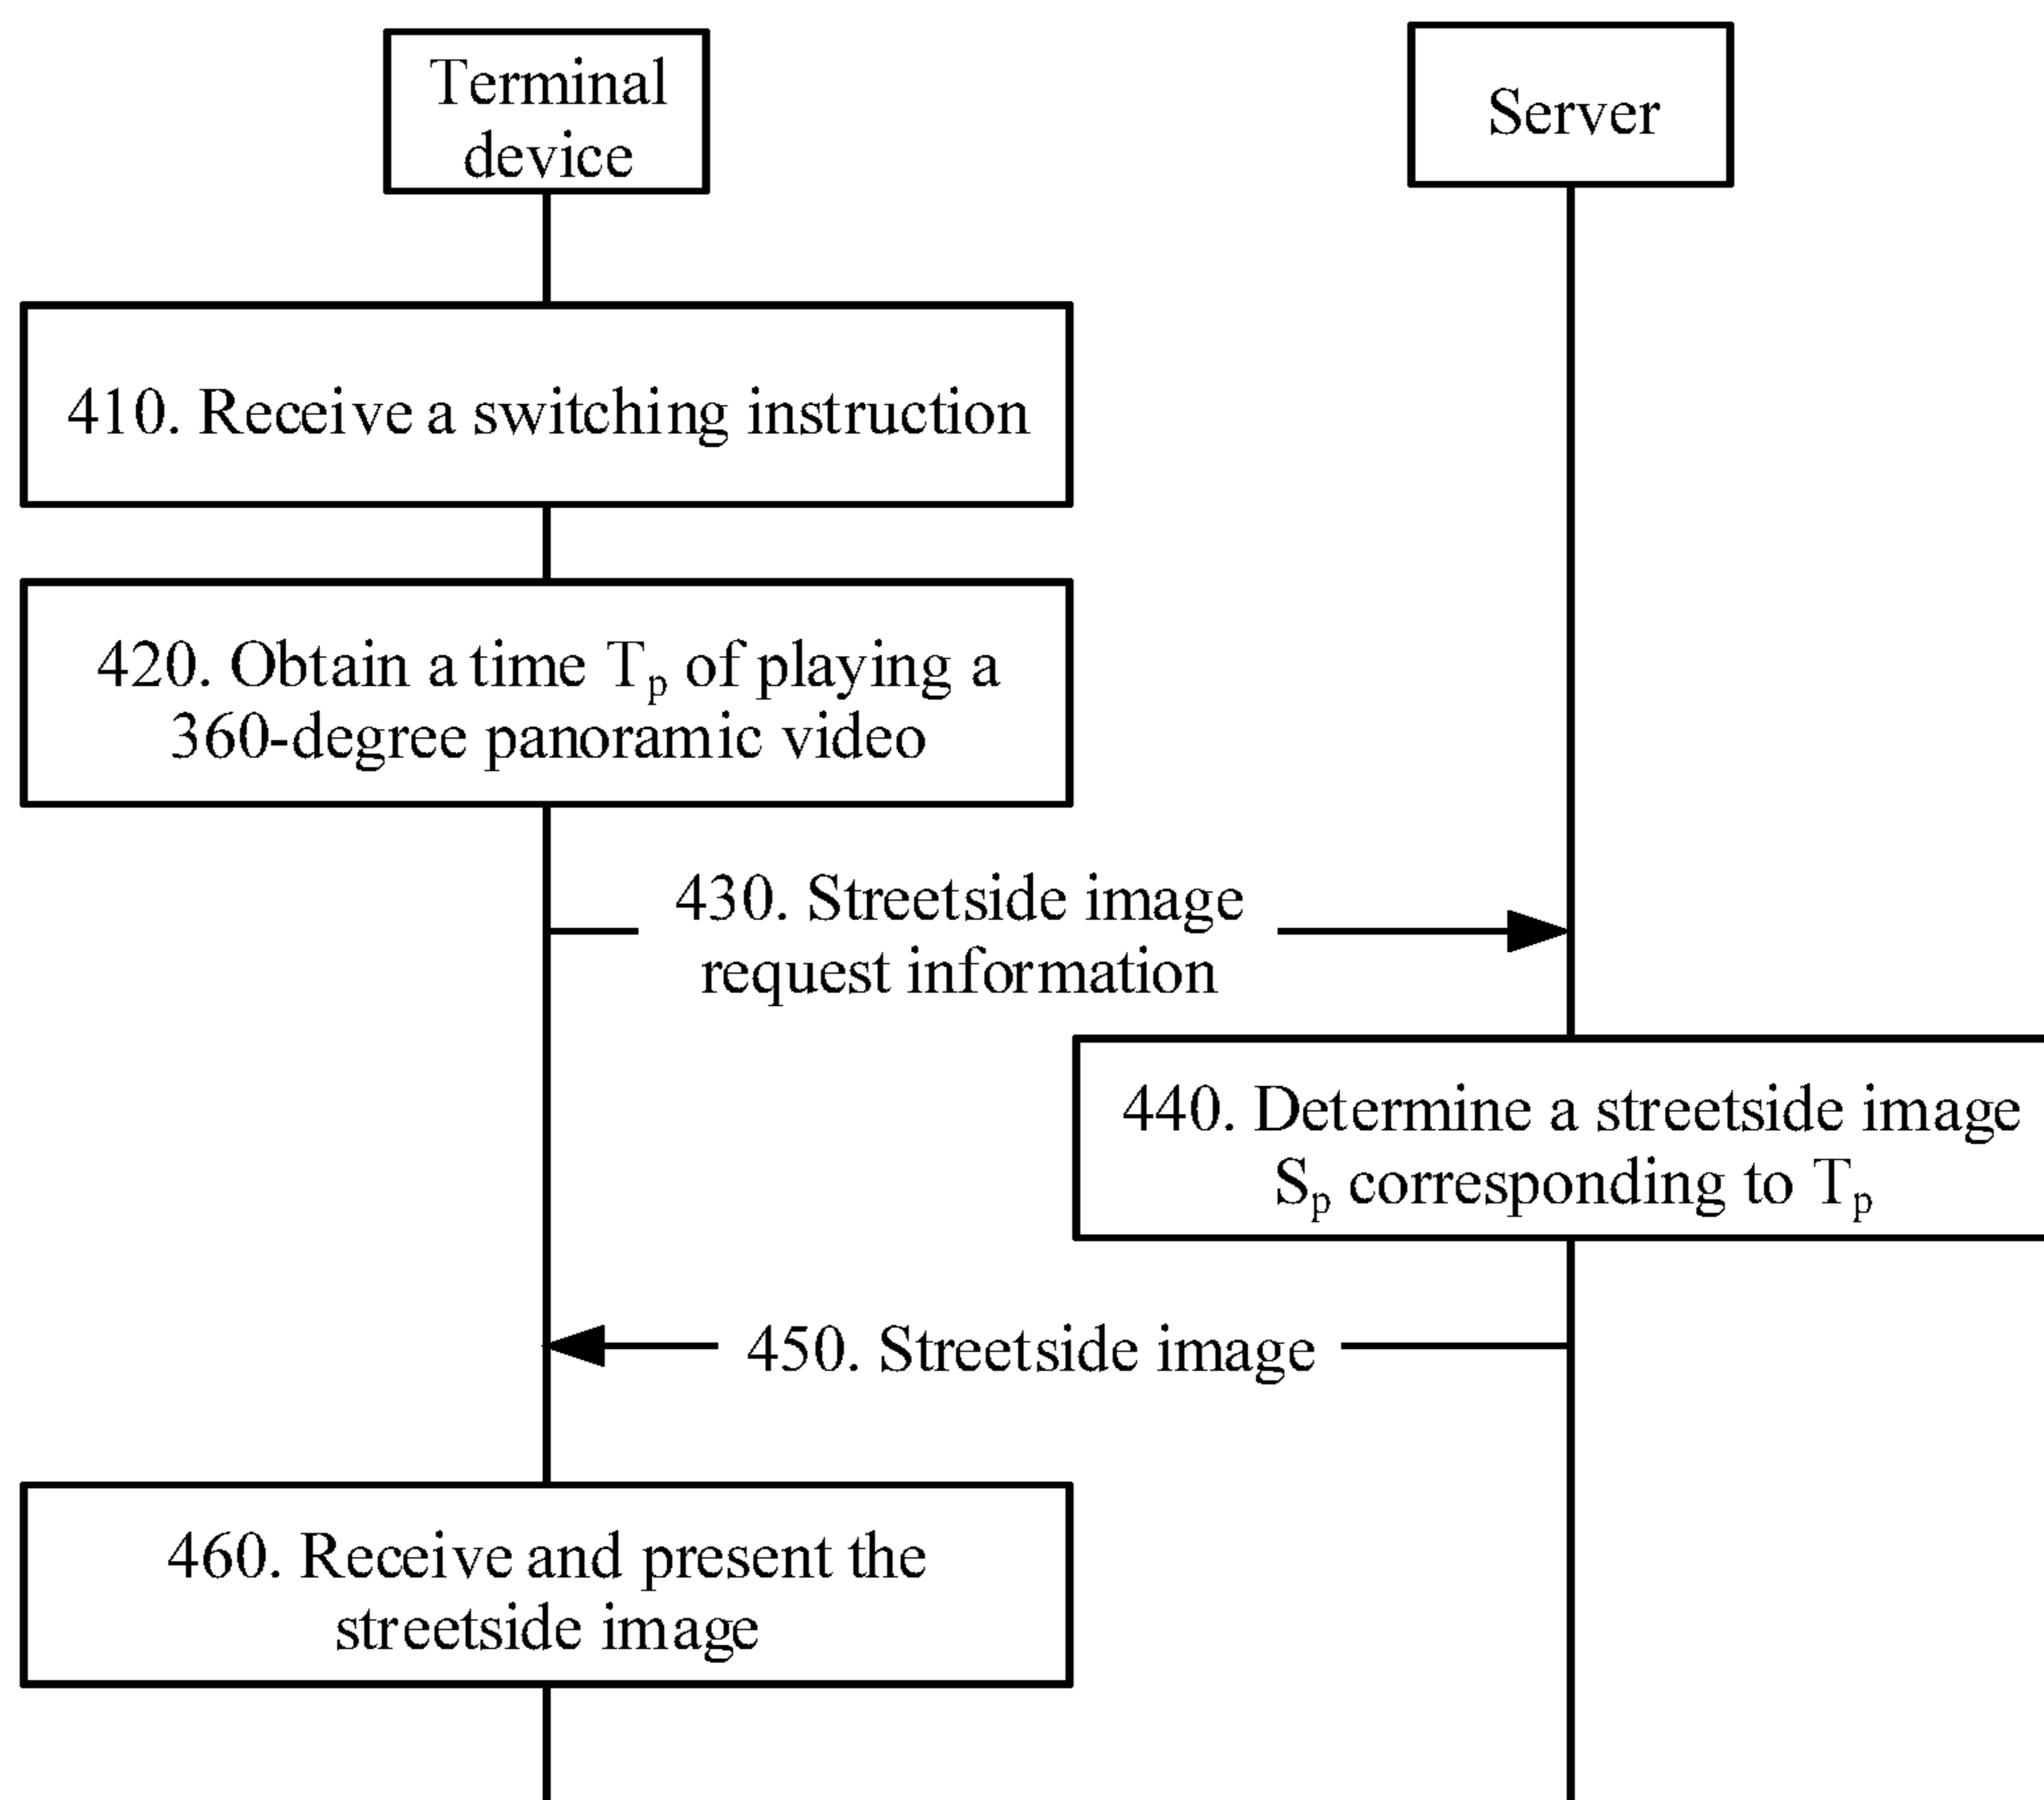 Terminal
device
Server
410. Receive a switching instruction
420. Obtain a time Tp of playing a
360-degree panoramic video
430. Streetside image
request information
440. Determine a streetside image
Sp corresponding to Tp
450. Streetside image
460. Receive and present the
streetside image